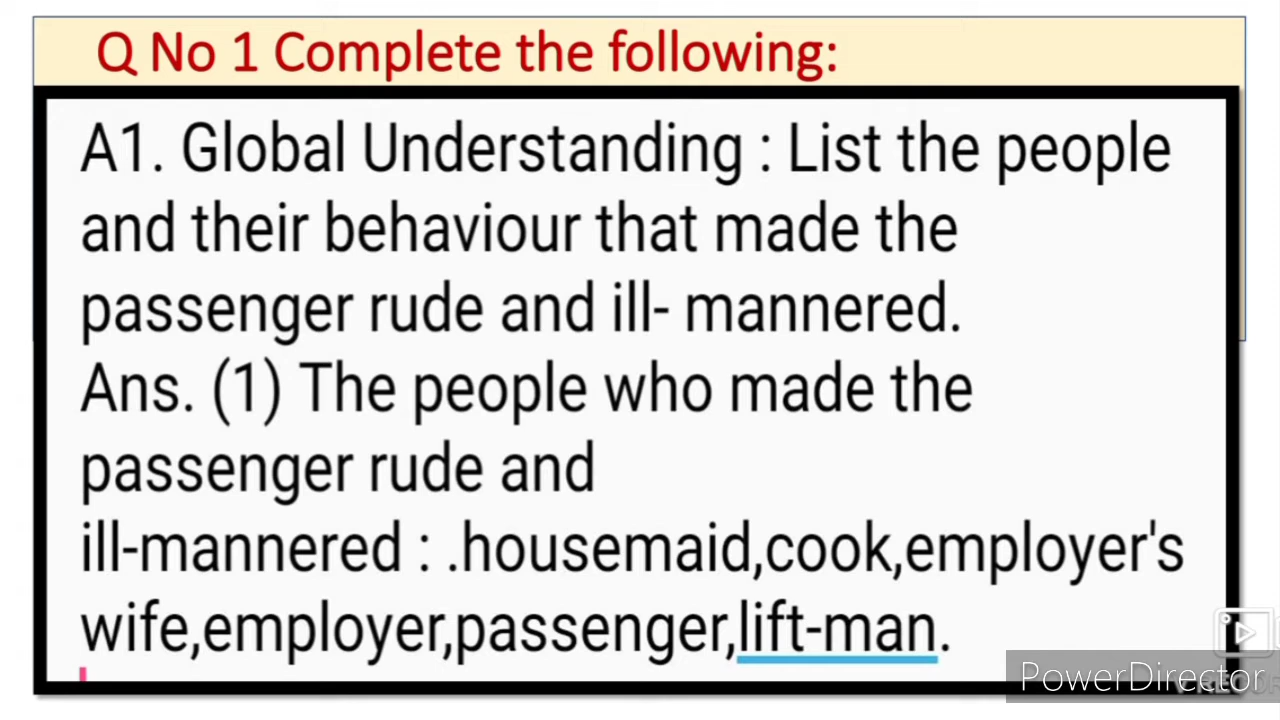 Q No 1 Complete the following:
A1. Global Understanding : List the people
and their behaviour that made the
passenger rude and ill- mannered.
Ans. (1) The people who made the
passenger rude and
ill-mannered : .housemaid,cook,employer's
wife,employer,passenger,lift-man.
PowerDirector